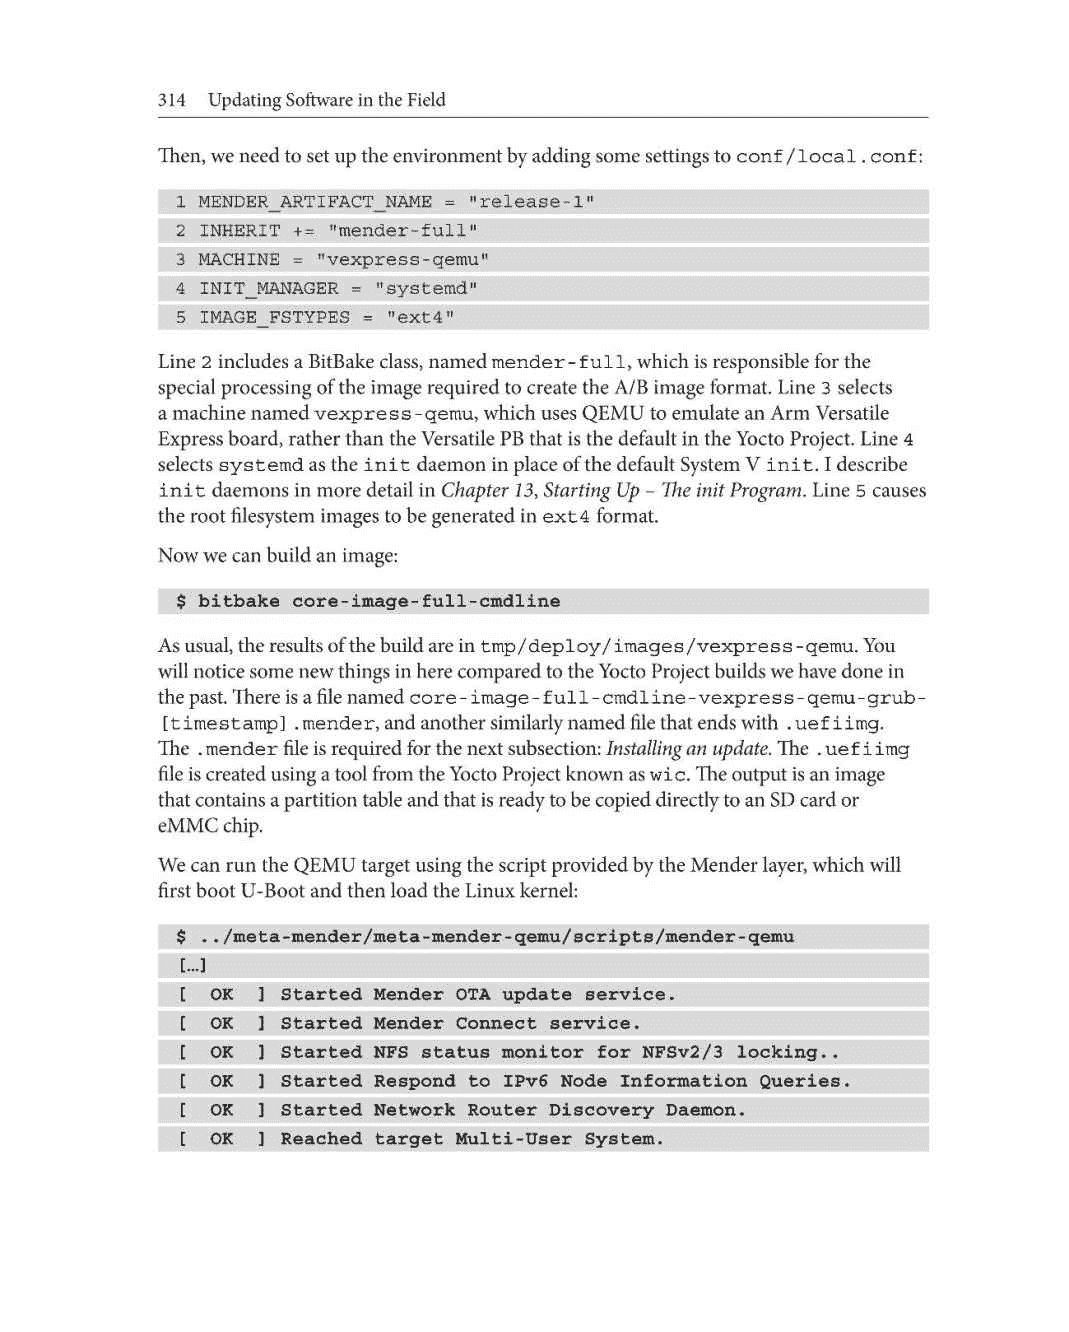 314 Updating Software in the Field
Then, we need to set up the environment by adding some settings to conf/local.conf:
1 MENDER_ARTIFACT_NAME = "release-1"
2 INHERIT += "mender-full"
3 MACHINE = "vexpress-qemu"
4 INIT_MANAGER = "systemd"
5 IMAGE_FSTYPES = "ext4"
Line 2 includes a BitBake class, named mender-full, which is responsible for the
special processing of the image required to create the A/B image format. Line 3 selects
a machine named vexpress-qemu, which uses QEMU to emulate an Arm Versatile
Express board, rather than the Versatile PB that is the default in the Yocto Project. Line 4
selects systemd as the init daemon in place of the default System V init. I describe
init daemons in more detail in Chapter 13, Starting Up – The init Program. Line 5 causes
the root filesystem images to be generated in ext4 format.
Now we can build an image:
$ bitbake core-image-full-cmdline
As usual, the results of the build are in tmp/deploy/images/vexpress-qemu. You
will notice some new things in here compared to the Yocto Project builds we have done in
the past. There is a file named core-image-full-cmdline-vexpress-qemu-grub-
[timestamp].mender, and another similarly named file that ends with .uefiimg.
The .mender file is required for the next subsection: Installing an update. The .uefiimg
file is created using a tool from the Yocto Project known as wic. The output is an image
that contains a partition table and that is ready to be copied directly to an SD card or
eMMC chip.
We can run the QEMU target using the script provided by the Mender layer, which will
first boot U-Boot and then load the Linux kernel:
$ ../meta-mender/meta-mender-qemu/scripts/mender-qemu
[…]
[ OK ] Started Mender OTA update service.
[ OK ] Started Mender Connect service.
[ OK ] Started NFS status monitor for NFSv2/3 locking..
[ OK ] Started Respond to IPv6 Node Information Queries.
[ OK ] Started Network Router Discovery Daemon.
[ OK ] Reached target Multi-User System.